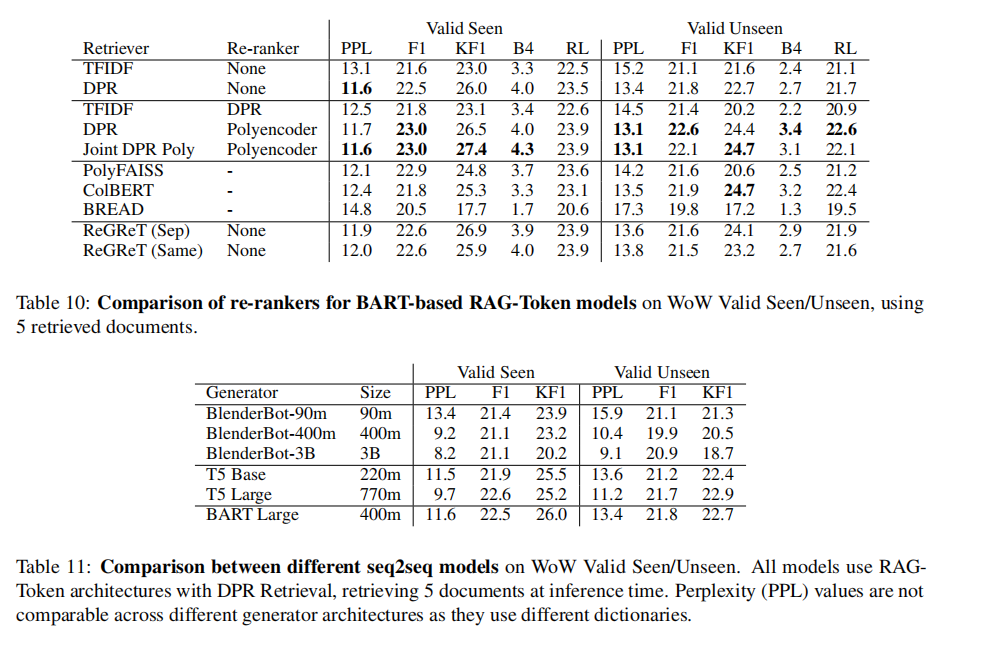 Valid Seen Valid Unseen
Retriever Re-ranker PPL F1 KF1 B4 RL PPL F1 KF1 B4 RL
TFIDF None 13.1 21.6 23.0 3.3 22.5 15.2 21.1 21.6 2.4 21.1
DPR None 11.6 22.5 26.0 4.0 23.5 13.4 21.8 22.7 2.7 21.7
TFIDF DPR 12.5 21.8 23.1 3.4 22.6 14.5 21.4 20.2 2.2 20.9
DPR Polyencoder 11.7 23.0 26.5 4.0 23.9 13.1 22.6 24.4 3.4 22.6
Joint DPR Poly Polyencoder 11.6 23.0 27.4 4.3 23.9 13.1 22.1 24.7 3.1 22.1
PolyFAISS - 12.1 22.9 24.8 3.7 23.6 14.2 21.6 20.6 2.5 21.2
ColBERT - 12.4 21.8 25.3 3.3 23.1 13.5 21.9 24.7 3.2 22.4
BREAD - 14.8 20.5 17.7 1.7 20.6 17.3 19.8 17.2 1.3 19.5
ReGReT (Sep) None 11.9 22.6 26.9 3.9 23.9 13.6 21.6 24.1 2.9 21.9
ReGReT (Same) None 12.0 22.6 25.9 4.0 23.9 13.8 21.5 23.2 2.7 21.6
Table 10: Comparison of re-rankers for BART-based RAG-Token models on WoW Valid Seen/Unseen, using
5 retrieved documents.
Valid Seen Valid Unseen
Generator Size PPL F1 KF1 PPL F1 KF1
BlenderBot-90m 90m 13.4 21.4 23.9 15.9 21.1 21.3
BlenderBot-400m 400m 9.2 21.1 23.2 10.4 19.9 20.5
BlenderBot-3B 3B 8.2 21.1 20.2 9.1 20.9 18.7
T5 Base 220m 11.5 21.9 25.5 13.6 21.2 22.4
T5 Large 770m 9.7 22.6 25.2 11.2 21.7 22.9
BART Large 400m 11.6 22.5 26.0 13.4 21.8 22.7
Table 11: Comparison between different seq2seq models on WoW Valid Seen/Unseen. All models use RAG-
Token architectures with DPR Retrieval, retrieving 5 documents at inference time. Perplexity (PPL) values are not
comparable across different generator architectures as they use different dictionaries.